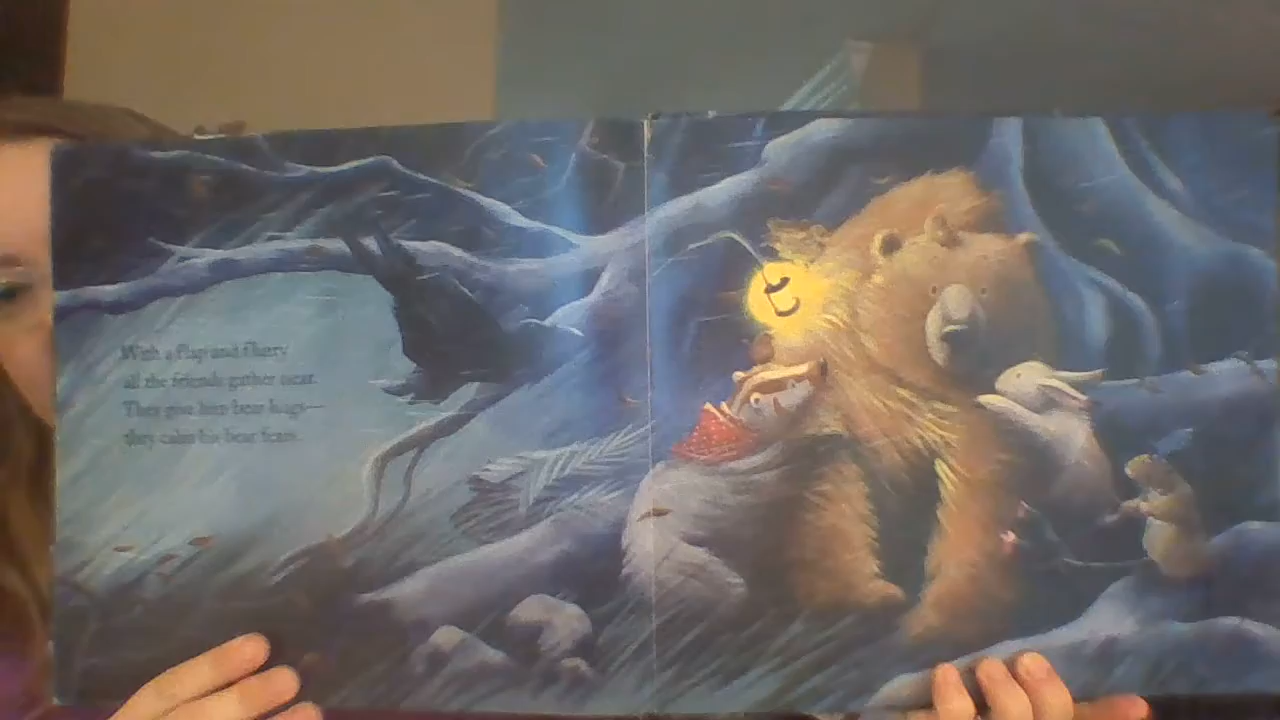 With a flap and flurry
all the friends gather near.
They give him bear hugs—
they calm his bear fears.